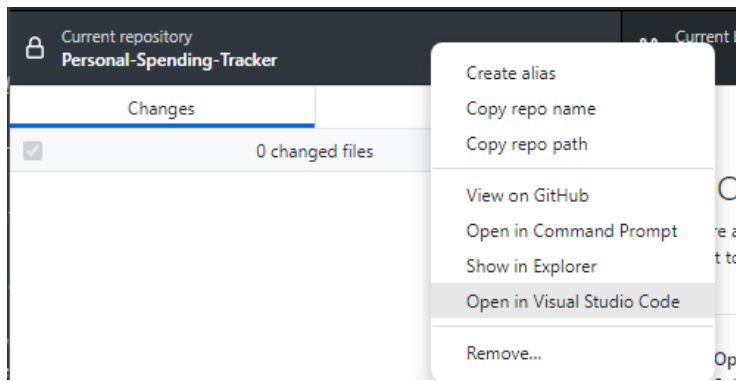 Current repository
Personal-Spending-Tracker
Current
Changes
0 changed files
Create alias
Copy repo name
Copy repo path
View on GitHub
Open in Command Prompt
Show in Explorer
Open in Visual Studio Code
Remove...